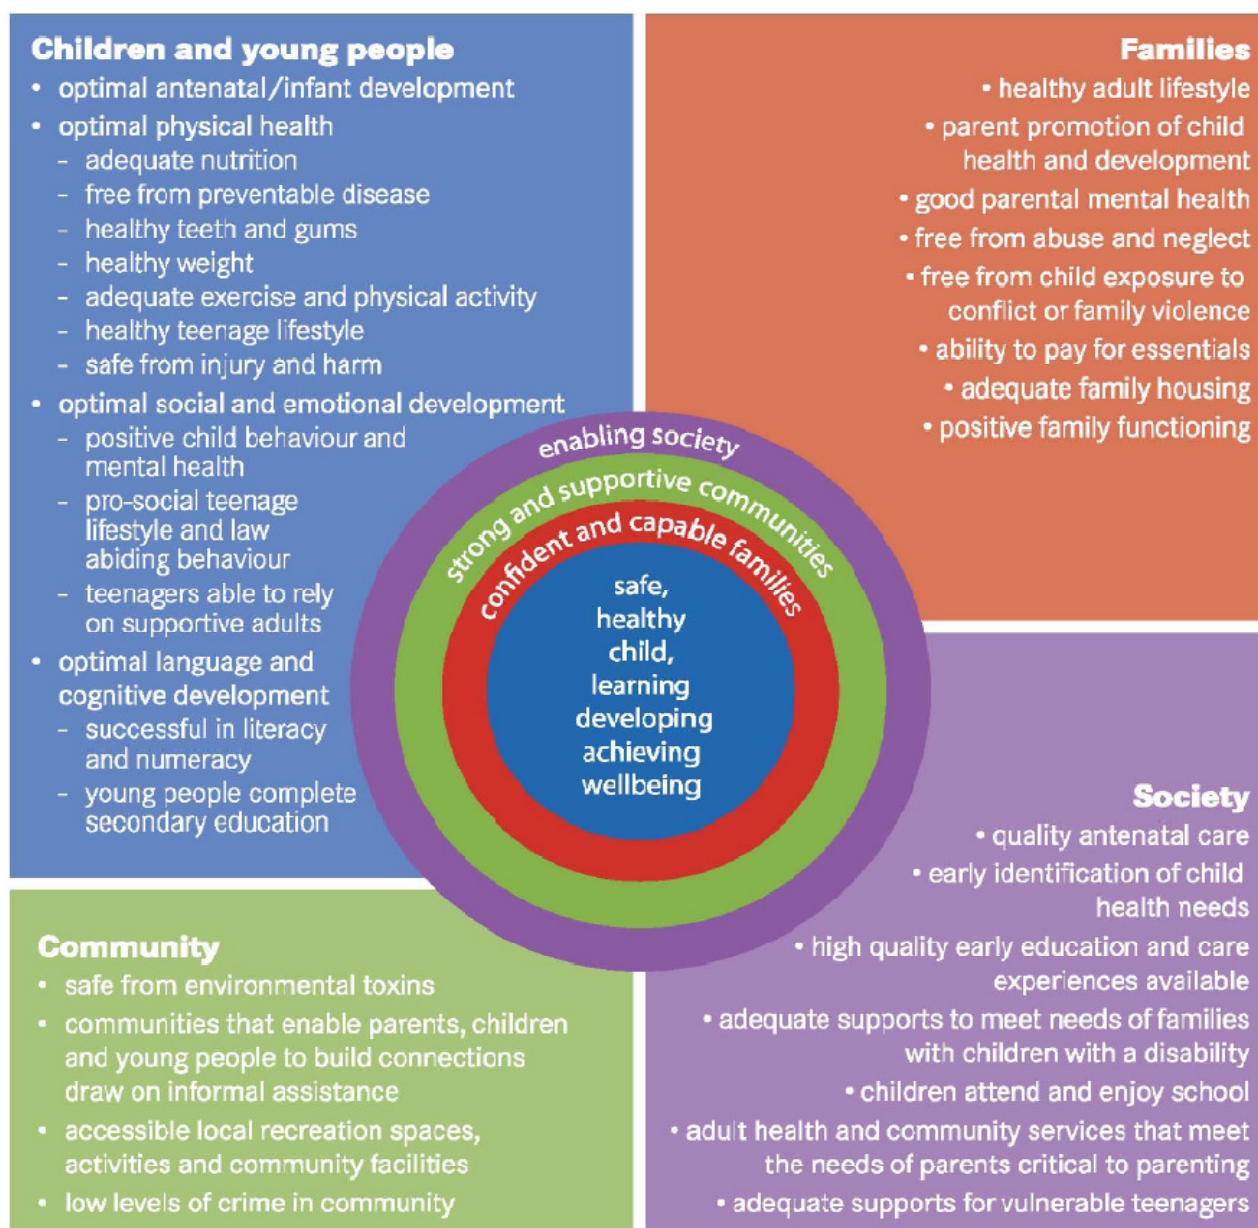 Children and young people
• optimal antenatal/infant development
• optimal physical health
- adequate nutrition
- free from preventable disease
- healthy teeth and gums
- healthy weight
- adequate exercise and physical activity
- healthy teenage lifestyle
- safe from injury and harm
• optimal social and emotional development
- positive child behaviour and
mental health
- pro-social teenage
lifestyle and law
abiding behaviour
- teenagers able to rely
on supportive adults
• optimal language and
cognitive development
- successful in literacy
and numeracy
- young people complete
secondary education
Families
• healthy adult lifestyle
• parent promotion of child
health and development
• good parental mental health
• free from abuse and neglect
• free from child exposure to
conflict or family violence
• ability to pay for essentials
• adequate family housing
• positive family functioning
enabling society
strong and supportive communities
confident and capable families
safe,
healthy
child,
learning
developing
achieving
wellbeing
Community
• safe from environmental toxins
• communities that enable parents, children
and young people to build connections
draw on informal assistance
• accessible local recreation spaces,
activities and community facilities
• low levels of crime in community
Society
• quality antenatal care
• early identification of child
health needs
• high quality early education and care
experiences available
• adequate supports to meet needs of families
with children with a disability
• children attend and enjoy school
• adult health and community services that meet
the needs of parents critical to parenting
• adequate supports for vulnerable teenagers